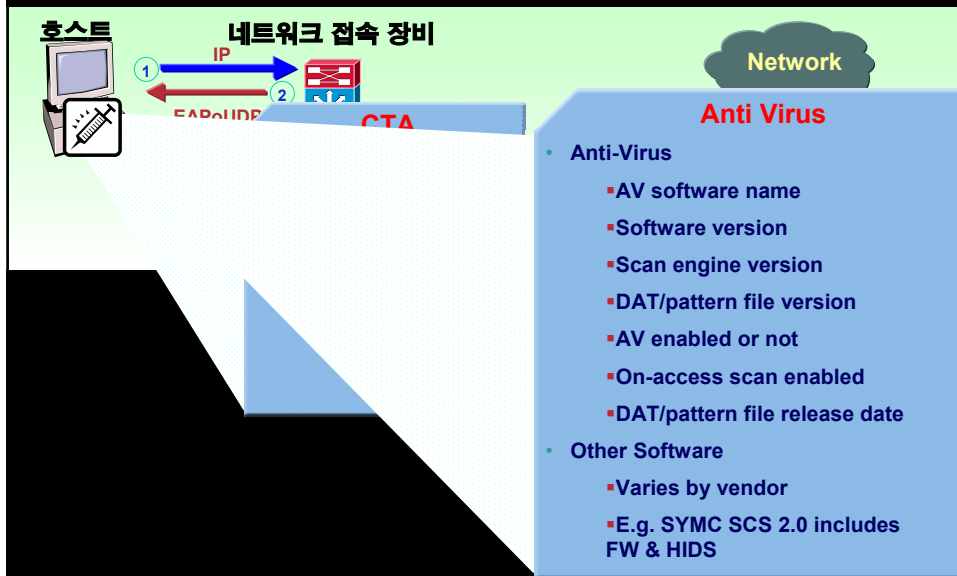 호스트
네트워크 접속 장비
IP
1
2
EAPoUDP
CTA
Network
Anti Virus
• Anti-Virus
▪AV software name
▪Software version
▪Scan engine version
▪DAT/pattern file version
▪AV enabled or not
▪On-access scan enabled
▪DAT/pattern file release date
• Other Software
▪Varies by vendor
▪E.g. SYMC SCS 2.0 includes
FW & HIDS